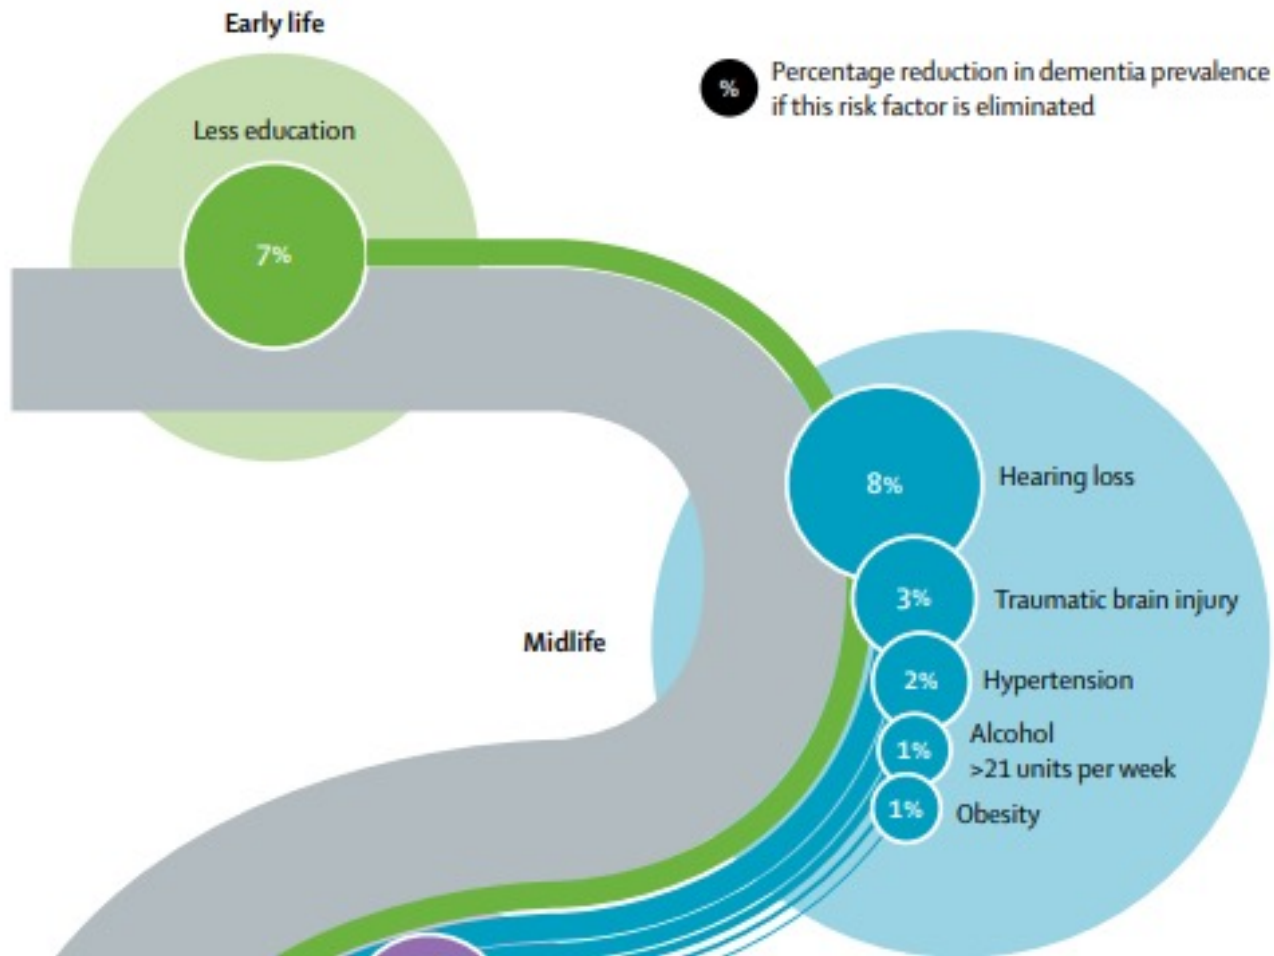 Early life
%
Percentage reduction in dementia prevalence
if this risk factor is eliminated
Less education
7%
8%
Hearing loss
3%
Traumatic brain injury
Midlife
2%
Hypertension
1%
Alcohol
>21 units per week
1%
Obesity